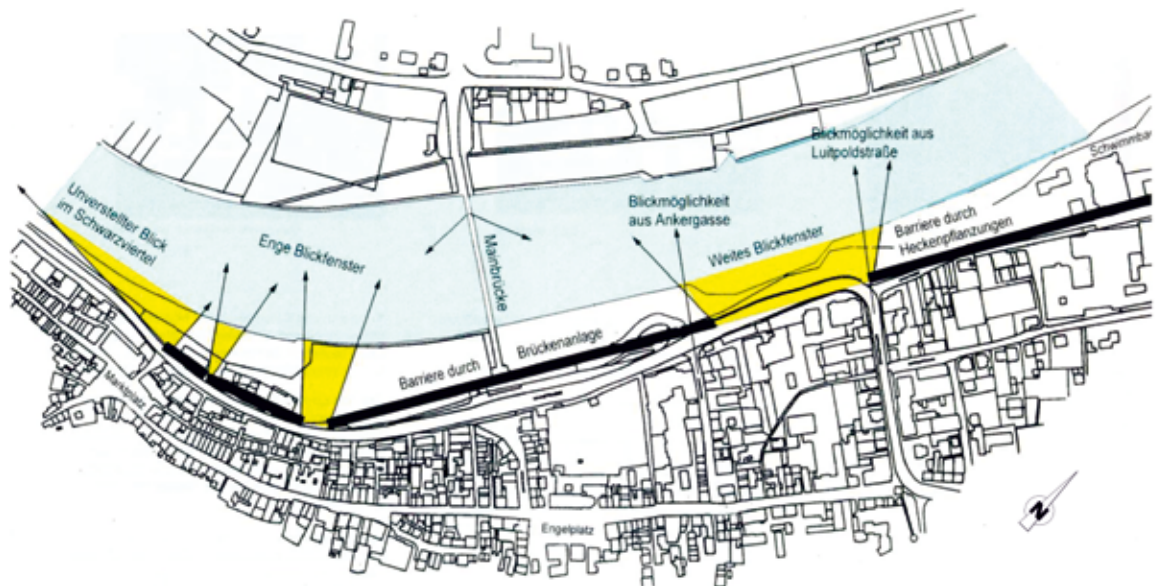 Blickmöglichkeit aus
Luitpoldstraße
Unverstellter Blick
im Schwarzviertel
Enge Blickfenster
Mainbrücke
Blickmöglichkeit
aus Ankergasse
Weites Blickfenster
Barriere durch
Heckenpflanzungen
Schwimmbad
Barriere durch Brückenanlage
Marktplatz
Engelplatz
N